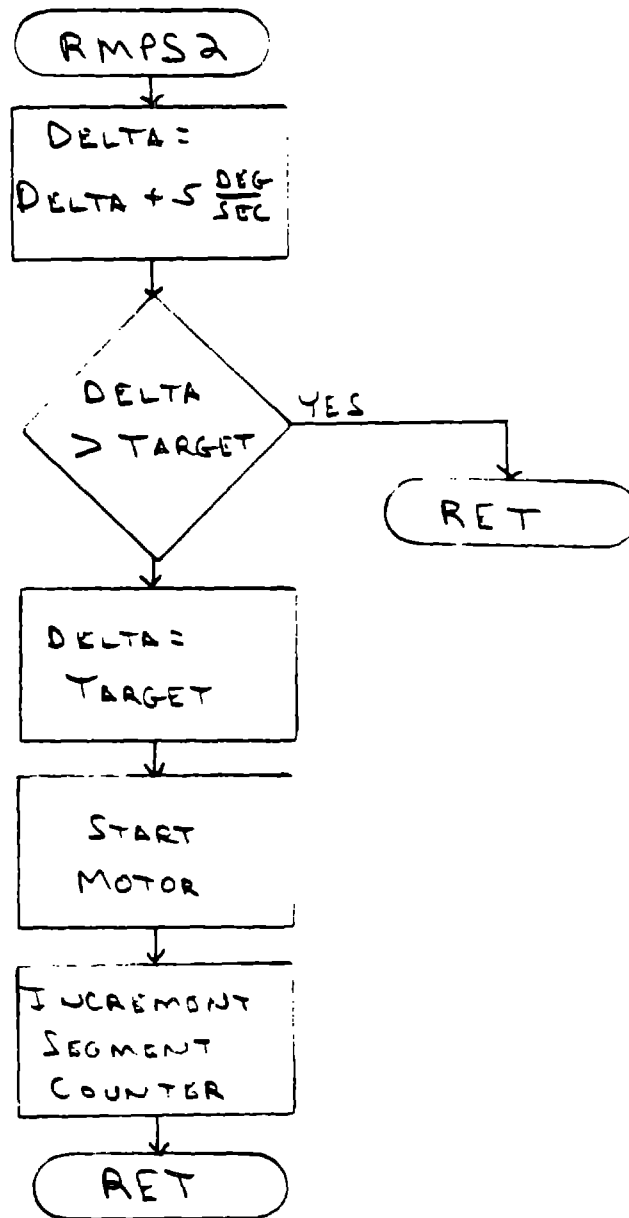 RMPS2
DELTA =
DELTA + 5 DEG/SEC
DELTA
> TARGET
YES
RET
DELTA =
TARGET
START
MOTOR
INCREMENT
SEGMENT
COUNTER
RET